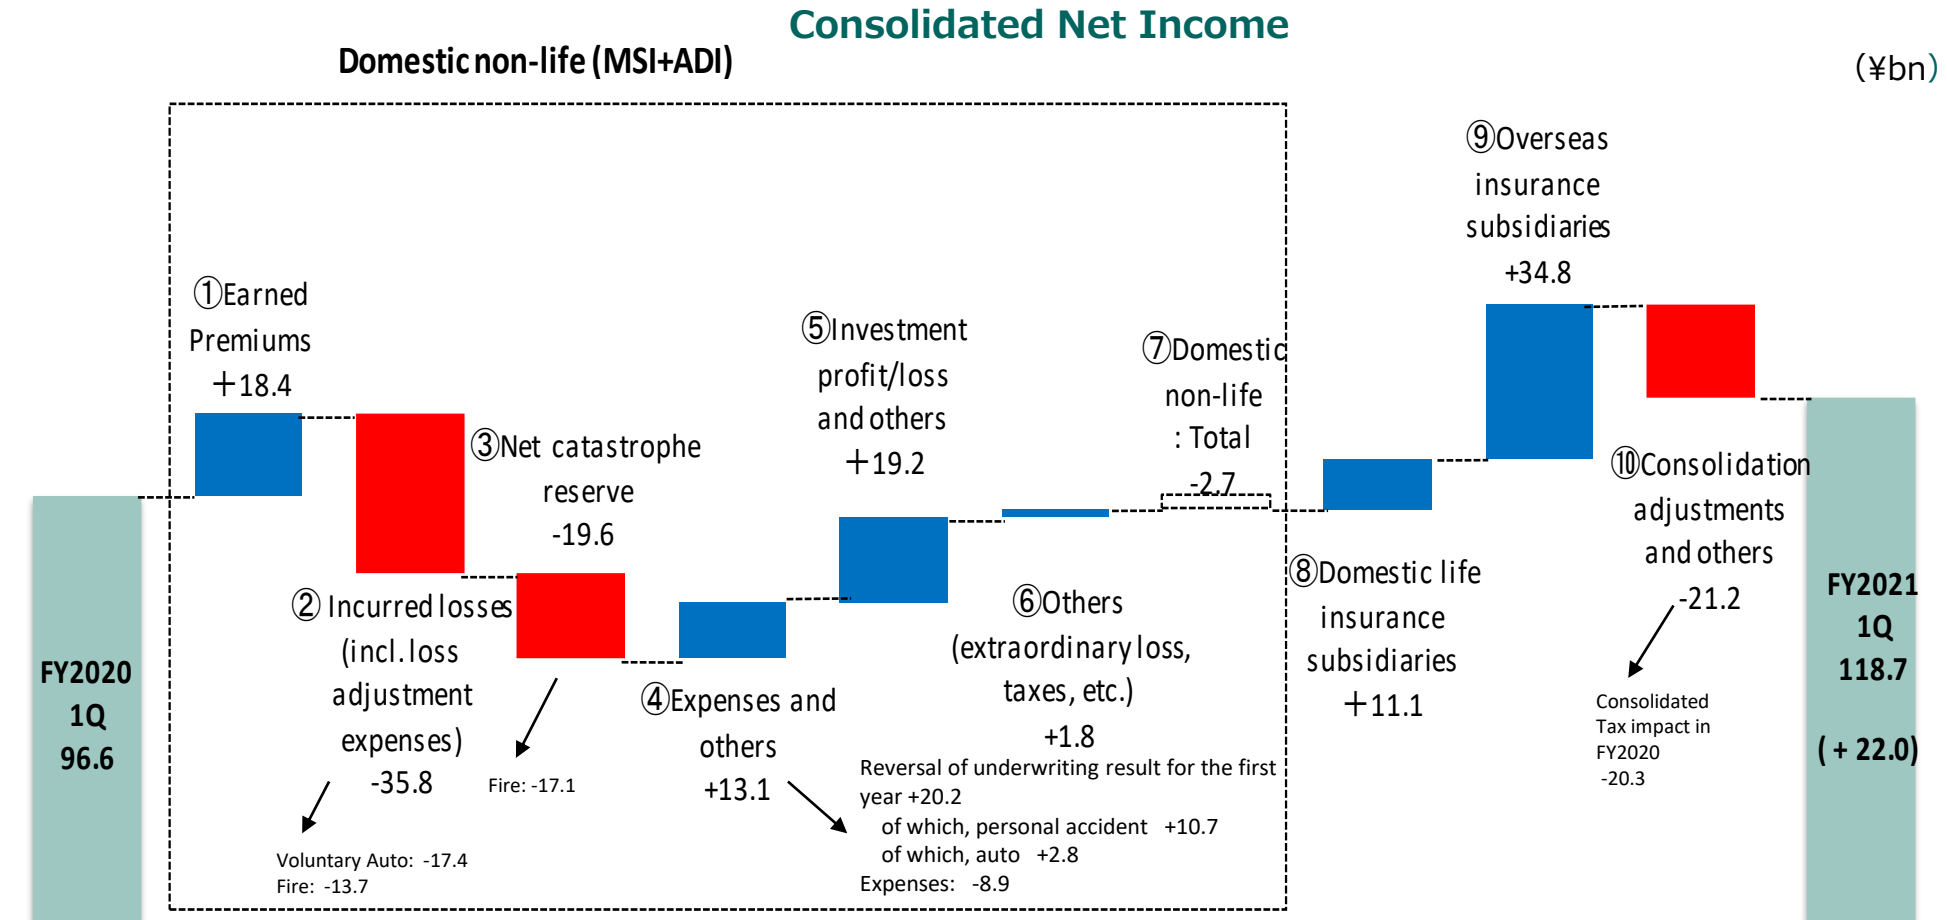 Consolidated Net Income
Domestic non-life (MSI+ADI)
(¥bn)
①Earned
Premiums
＋18.4
② Incurred losses
(incl. loss
adjustment
expenses)
-35.8
Voluntary Auto: -17.4
Fire: -13.7
③Net catastrophe
reserve
-19.6
Fire: -17.1
④Expenses and
others
+13.1
Reversal of underwriting result for the first
year +20.2
of which, personal accident +10.7
of which, auto +2.8
Expenses: -8.9
⑤Investment
profit/loss
and others
＋19.2
⑥Others
(extraordinary loss,
taxes, etc.)
+1.8
⑦Domestic
non-life
: Total
-2.7
⑧Domestic life
insurance
subsidiaries
＋11.1
⑨Overseas
insurance
subsidiaries
+34.8
⑩Consolidation
adjustments
and others
-21.2
Consolidated
Tax impact in
FY2020
-20.3
FY2020
1Q
96.6
FY2021
1Q
118.7
( + 22.0)